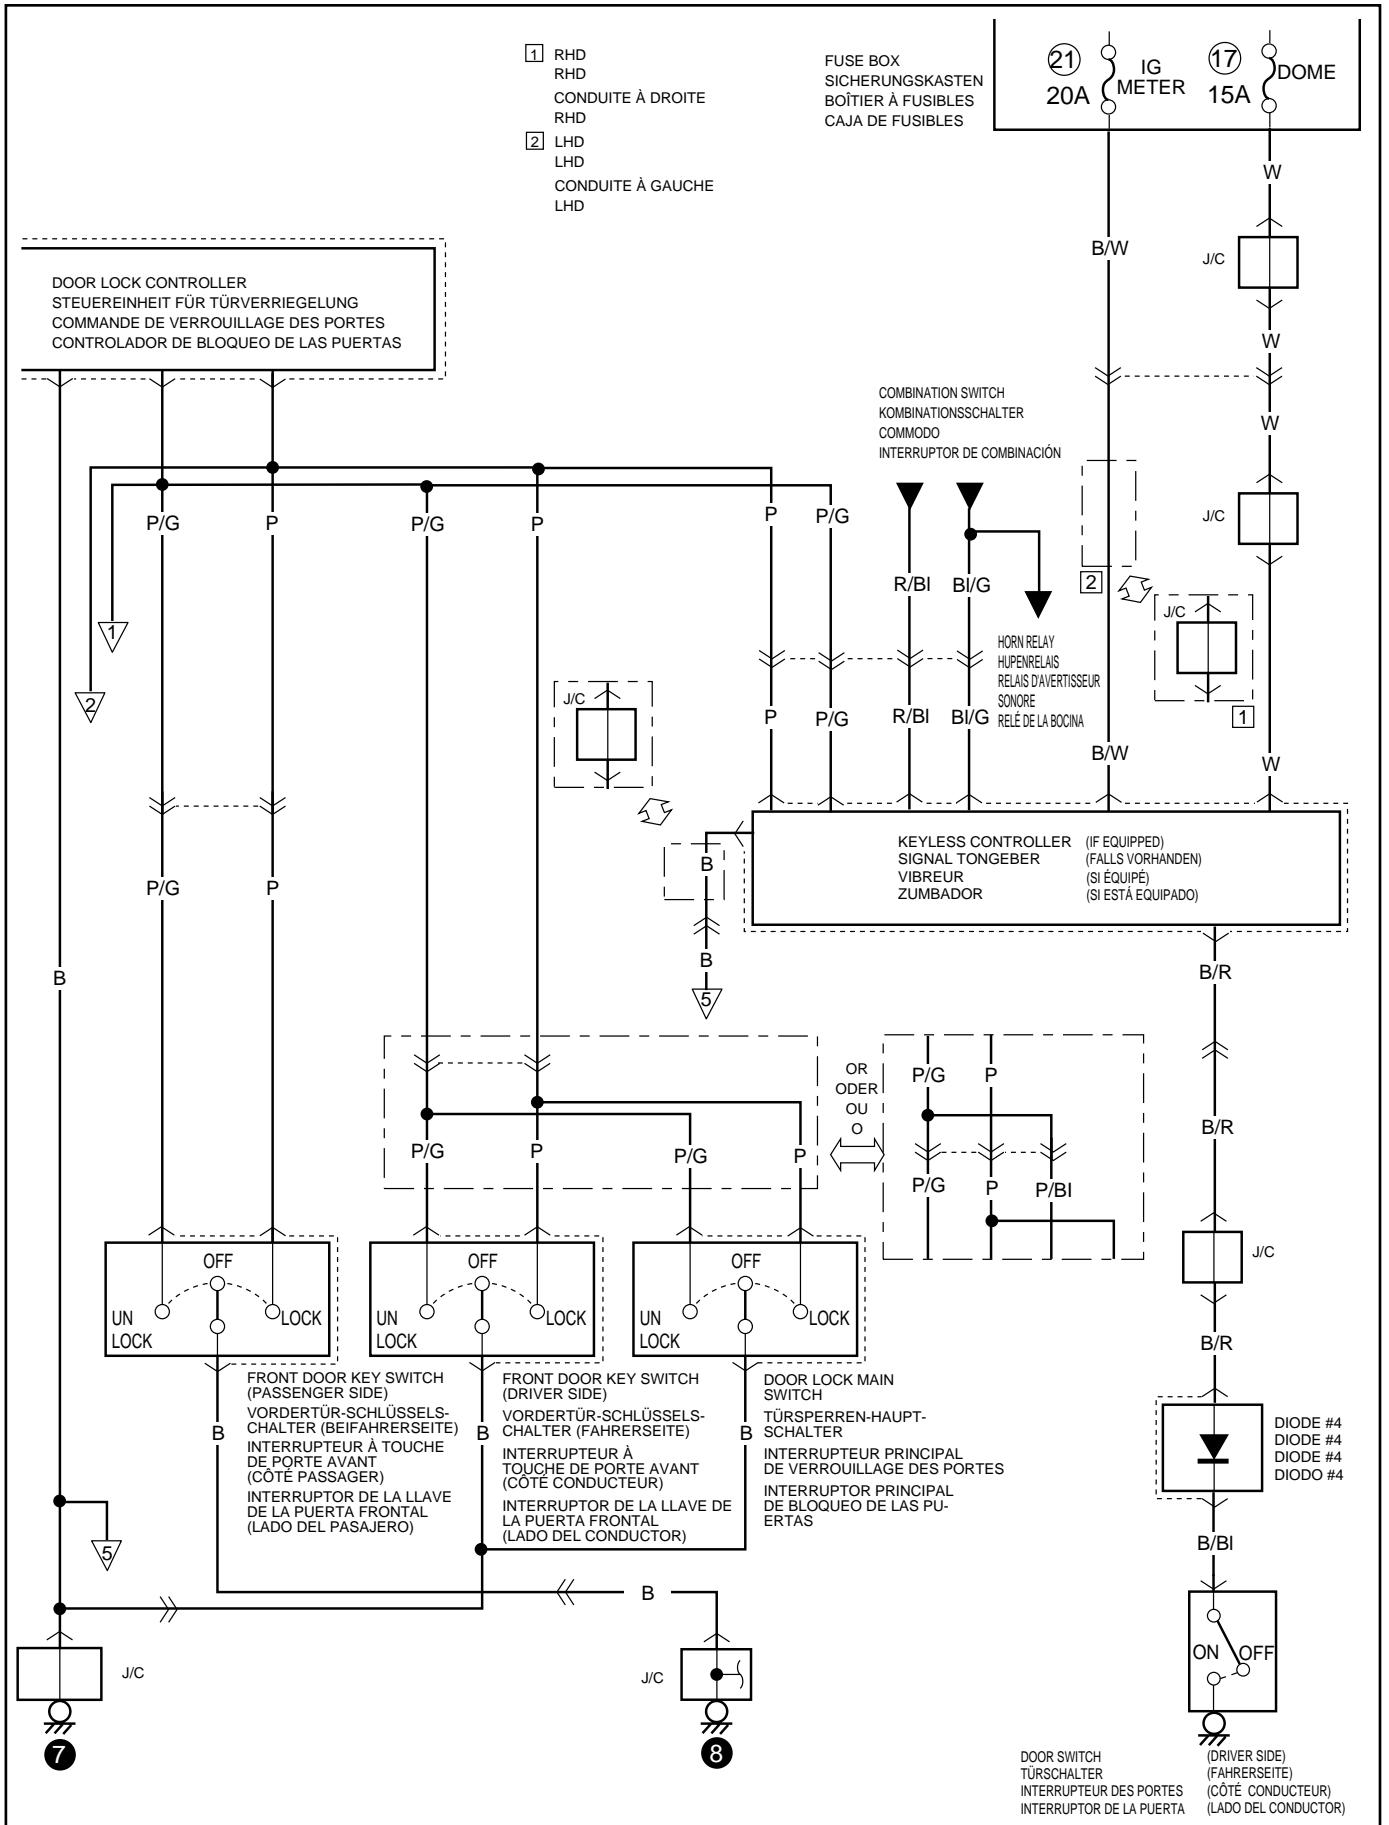 1 RHD
RHD
CONDUITE À DROITE
RHD
2 LHD
LHD
CONDUITE À GAUCHE
LHD
FUSE BOX
SICHERUNGSKASTEN
BOÎTIER À FUSIBLES
CAJA DE FUSIBLES
21 20A IG METER
17 15A DOME
W
B/W
J/C
W
W
J/C
DOOR LOCK CONTROLLER
STEUEREINHEIT FÜR TÜRVERRIEGELUNG
COMMANDE DE VERROUILLAGE DES PORTES
CONTROLADOR DE BLOQUEO DE LAS PUERTAS
COMBINATION SWITCH
KOMBINATIONSSCHALTER
COMMODO
INTERRUPTOR DE COMBINACIÓN
P/G P P/G P P P/G
R/Bl Bl/G
2
J/C
1
1
2
HORN RELAY
HUPENRELAIS
RELAIS D'AVERTISSEUR
SONORE
RELÉ DE LA BOCINA
J/C
P P/G R/Bl Bl/G
B/W
W
KEYLESS CONTROLLER (IF EQUIPPED)
SIGNAL TONGEBER (FALLS VORHANDEN)
VIBREUR (SI ÉQUIPÉ)
ZUMBADOR (SI ESTÁ EQUIPADO)
B
P/G P
B
B
5
B/R
OR
ODER
OU
O
P/G P
B/R
P/G P P/G P
P/G P P/Bl
J/C
OFF
UN
LOCK
LOCK
OFF
UN
LOCK
LOCK
OFF
UN
LOCK
LOCK
B/R
FRONT DOOR KEY SWITCH
(PASSENGER SIDE)
VORDERTÜR-SCHLÜSSELS-
CHALTER (BEIFAHRERSEITE)
INTERRUPTEUR À TOUCHE
DE PORTE AVANT
(CÔTÉ PASSAGER)
INTERRUPTOR DE LA LLAVE
DE LA PUERTA FRONTAL
(LADO DEL PASAJERO)
B
FRONT DOOR KEY SWITCH
(DRIVER SIDE)
VORDERTÜR-SCHLÜSSELS-
CHALTER (FAHRERSEITE)
INTERRUPTEUR À
TOUCHE DE PORTE AVANT
(CÔTÉ CONDUCTEUR)
INTERRUPTOR DE LA LLAVE DE
LA PUERTA FRONTAL
(LADO DEL CONDUCTOR)
B
DOOR LOCK MAIN
SWITCH
TÜRSPERREN-HAUPT-
SCHALTER
INTERRUPTEUR PRINCIPAL
DE VERROUILLAGE DES PORTES
INTERRUPTOR PRINCIPAL
DE BLOQUEO DE LAS PU-
ERTAS
B
DIODE #4
DIODE #4
DIODE #4
DIODO #4
5
B/Bl
B
ON OFF
J/C
7
J/C
8
DOOR SWITCH (DRIVER SIDE)
TÜRSCHALTER (FAHRERSEITE)
INTERRUPTEUR DES PORTES (CÔTÉ CONDUCTEUR)
INTERRUPTOR DE LA PUERTA (LADO DEL CONDUCTOR)